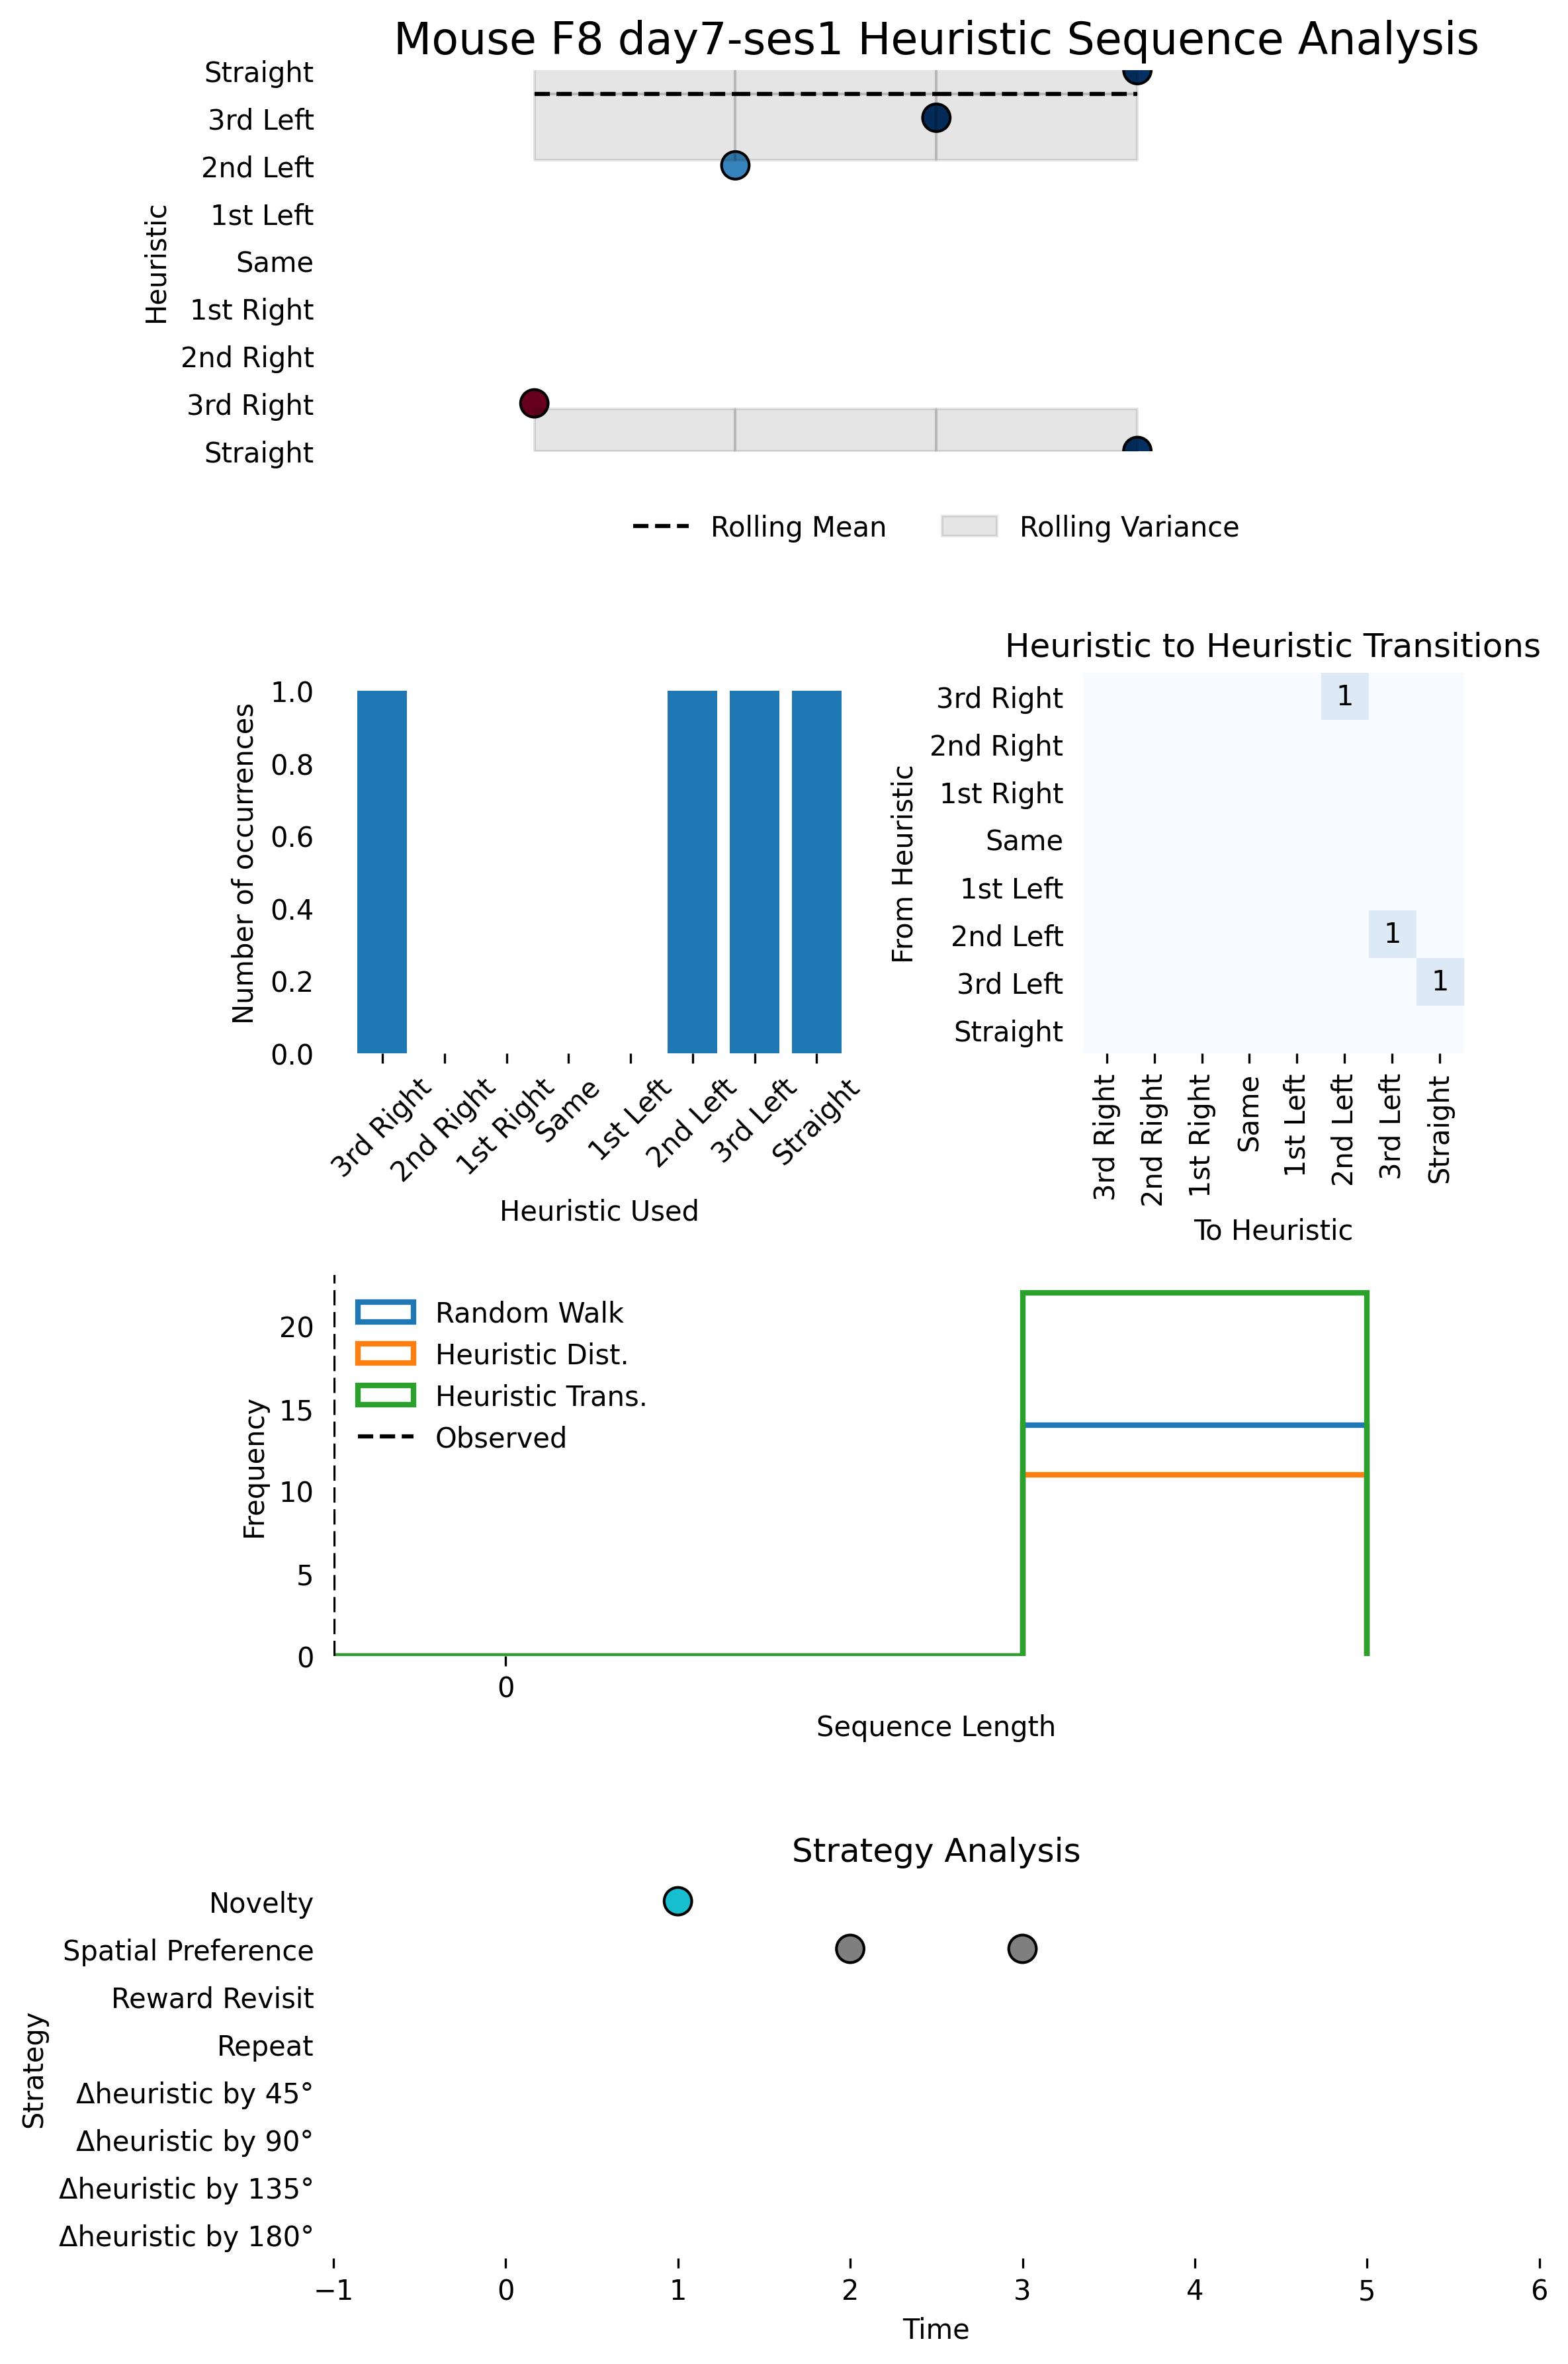 Mouse F8 day7-ses1 Heuristic Sequence Analysis
Heuristic
Straight
3rd Left
2nd Left
1st Left
Same
1st Right
2nd Right
3rd Right
Straight
Rolling Mean
Rolling Variance
Number of occurrences
1.0
0.8
0.6
0.4
0.2
0.0
3rd Right
2nd Right
1st Right
Same
1st Left
2nd Left
3rd Left
Straight
Heuristic Used
Heuristic to Heuristic Transitions
From Heuristic
3rd Right
2nd Right
1st Right
Same
1st Left
2nd Left
3rd Left
Straight
1
1
1
3rd Right
2nd Right
1st Right
Same
1st Left
2nd Left
3rd Left
Straight
To Heuristic
Frequency
20
15
10
5
0
Random Walk
Heuristic Dist.
Heuristic Trans.
Observed
0
Sequence Length
Strategy Analysis
Strategy
Novelty
Spatial Preference
Reward Revisit
Repeat
Δheuristic by 45°
Δheuristic by 90°
Δheuristic by 135°
Δheuristic by 180°
−1 0 1 2 3 4 5 6
Time